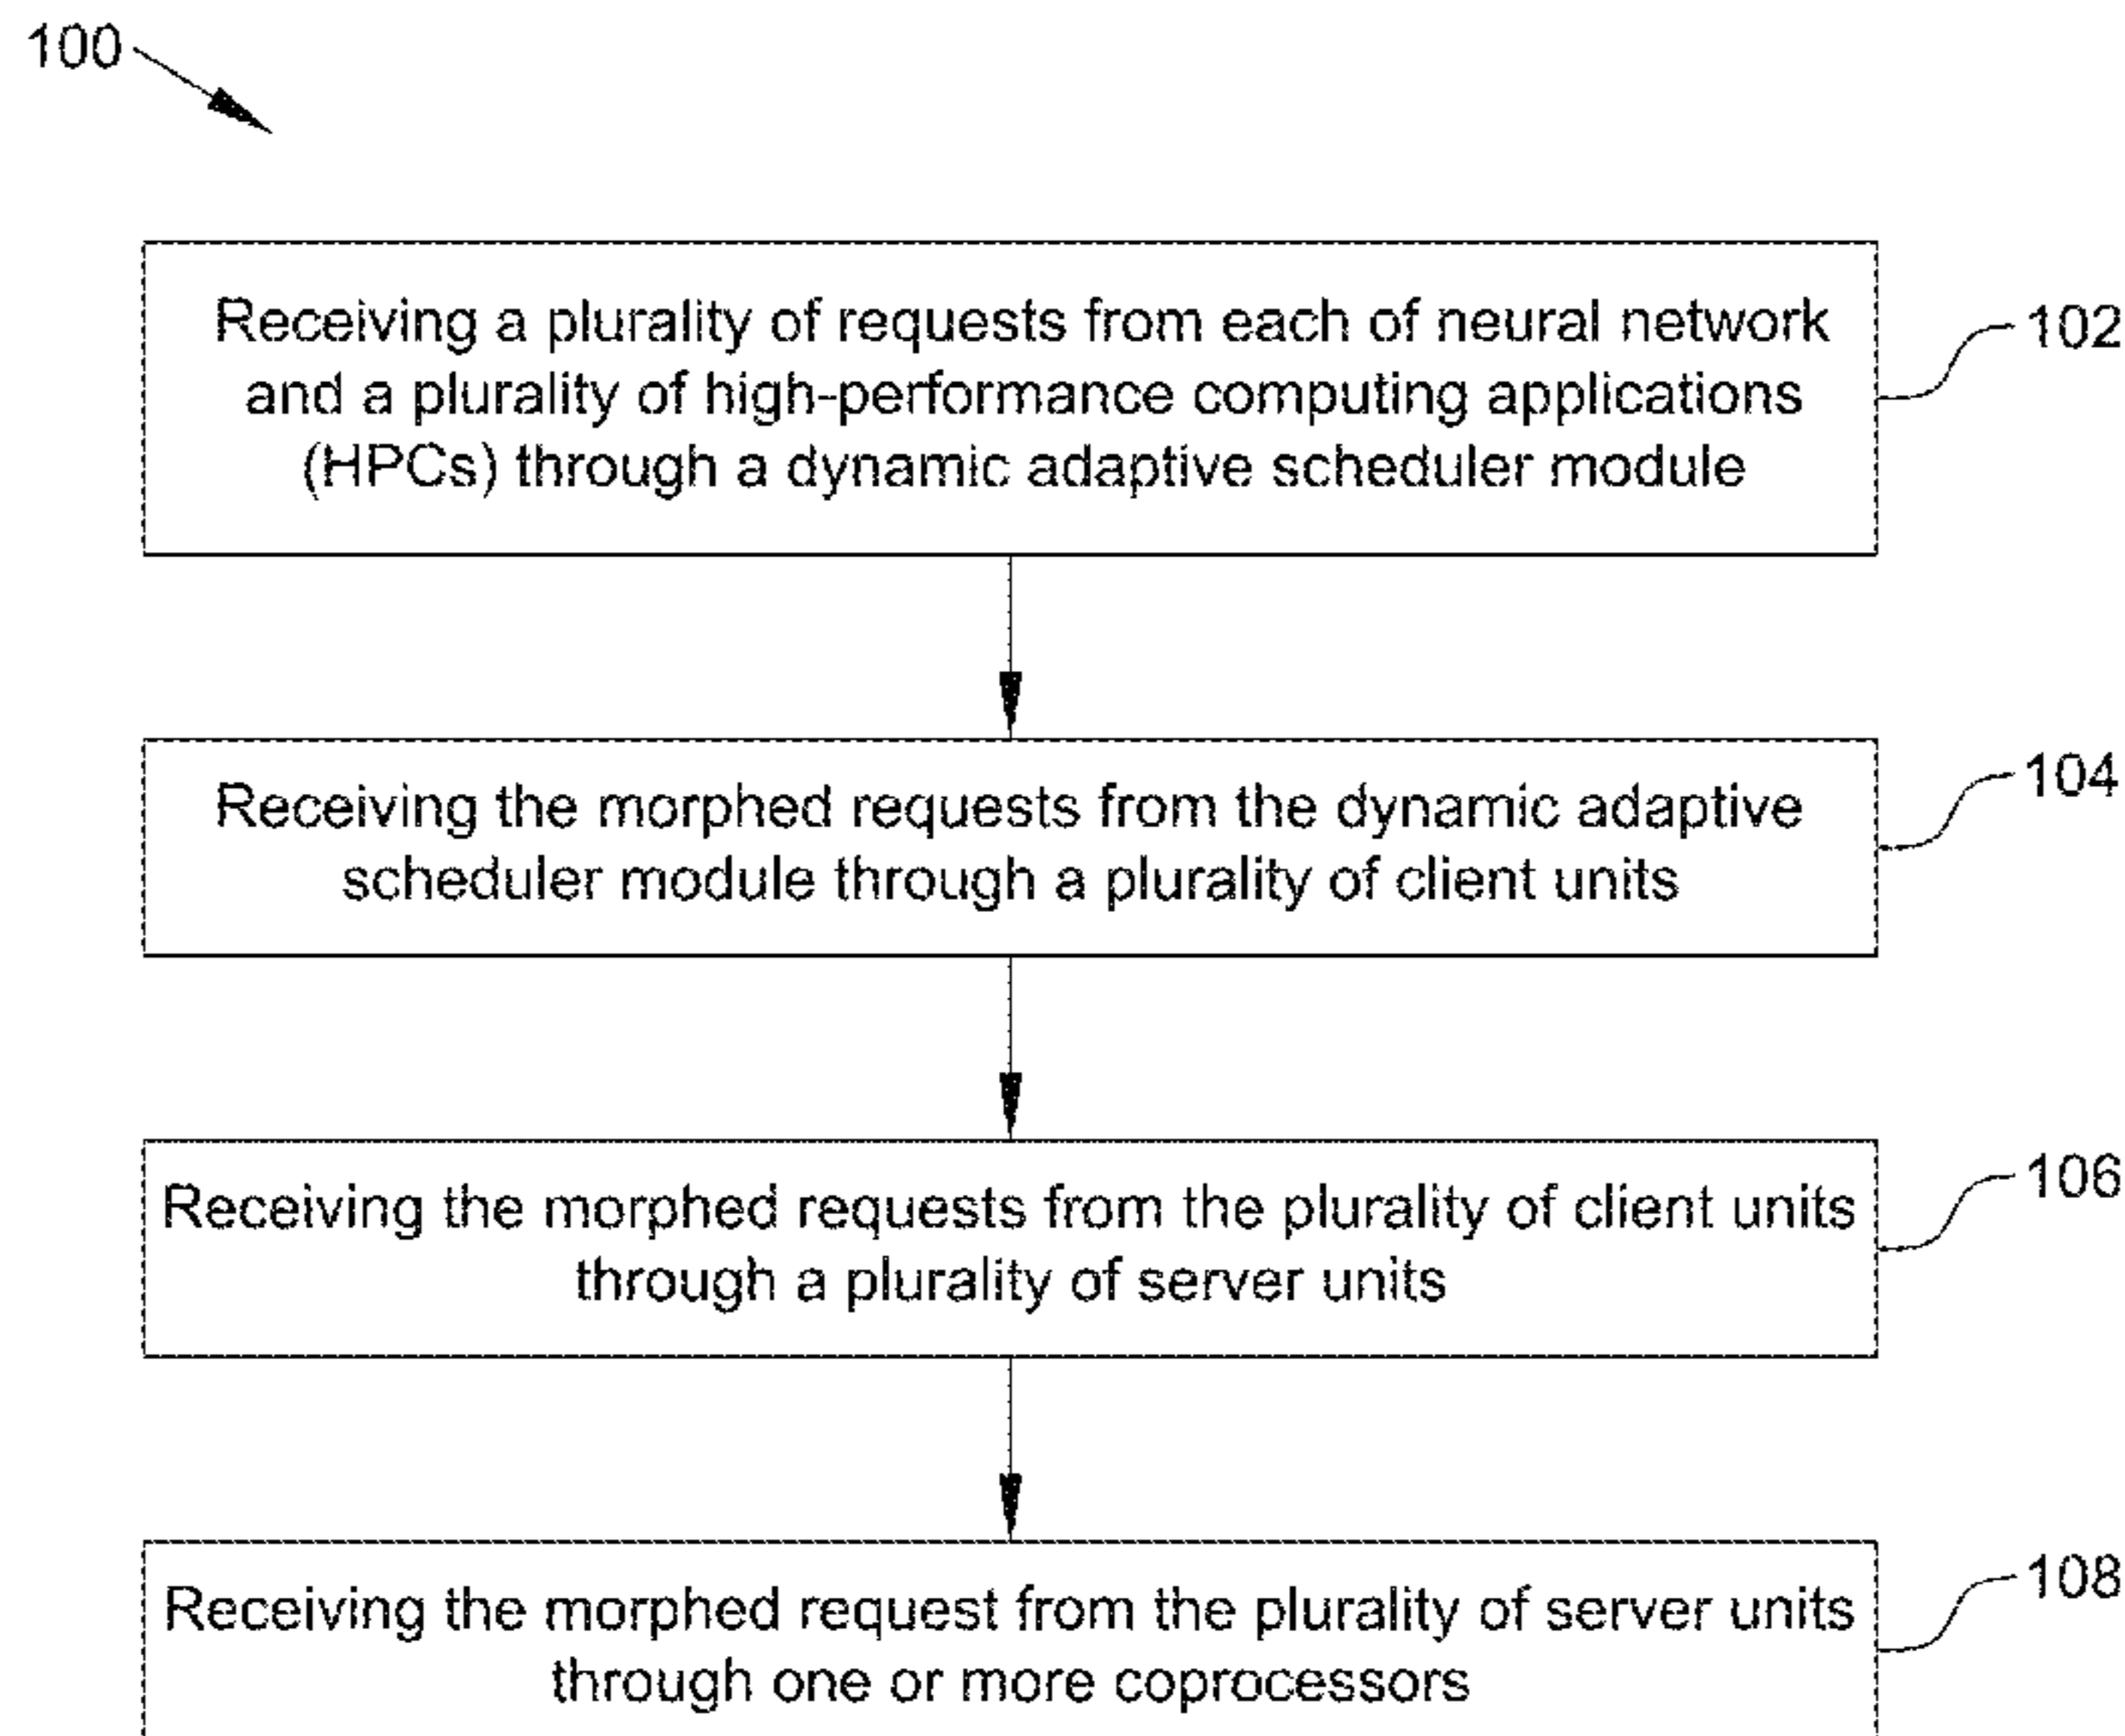 100
Receiving a plurality of requests from each of neural network
and a plurality of high-performance computing applications
(HPCs) through a dynamic adaptive scheduler module
102
Receiving the morphed requests from the dynamic adaptive
scheduler module through a plurality of client units
104
Receiving the morphed requests from the plurality of client units
through a plurality of server units
106
Receiving the morphed request from the plurality of server units
through one or more coprocessors
108